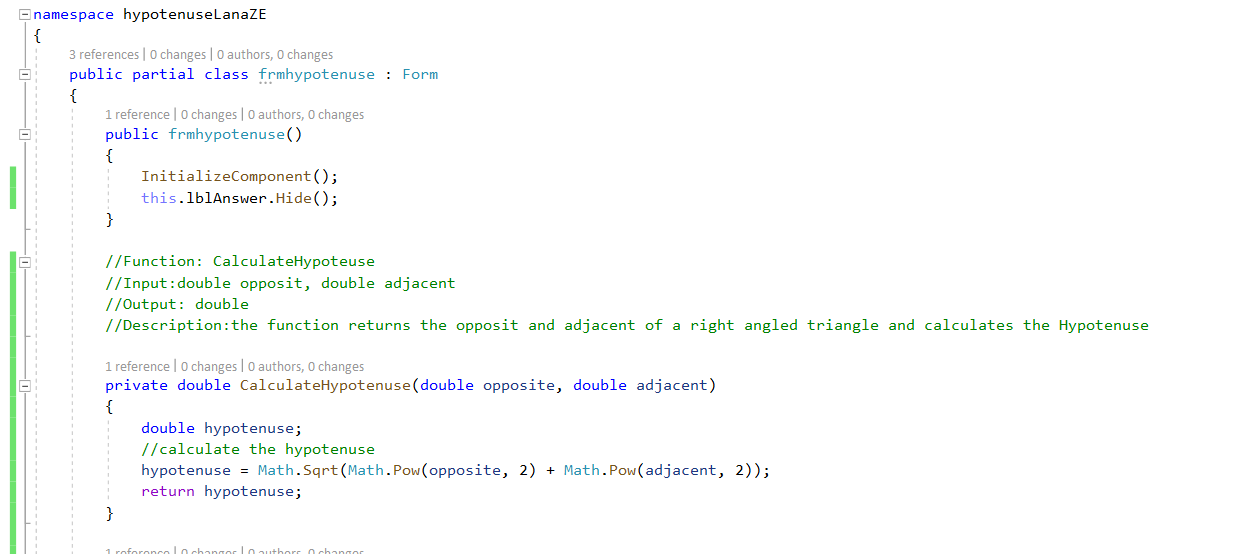 namespace hypotenuseLanaZE
{
3 references | 0 changes | 0 authors, 0 changes
public partial class frmhypotenuse : Form
{
1 reference | 0 changes | 0 authors, 0 changes
public frmhypotenuse()
{
InitializeComponent();
this.lblAnswer.Hide();
}
//Function: CalculateHypoteuse
//Input:double opposit, double adjacent
//Output: double
//Description:the function returns the opposit and adjacent of a right angled triangle and calculates the Hypotenuse
1 reference | 0 changes | 0 authors, 0 changes
private double CalculateHypotenuse(double opposite, double adjacent)
{
double hypotenuse;
//calculate the hypotenuse
hypotenuse = Math.Sqrt(Math.Pow(opposite, 2) + Math.Pow(adjacent, 2));
return hypotenuse;
}
1 reference | 0 changes | 0 authors, 0 changes